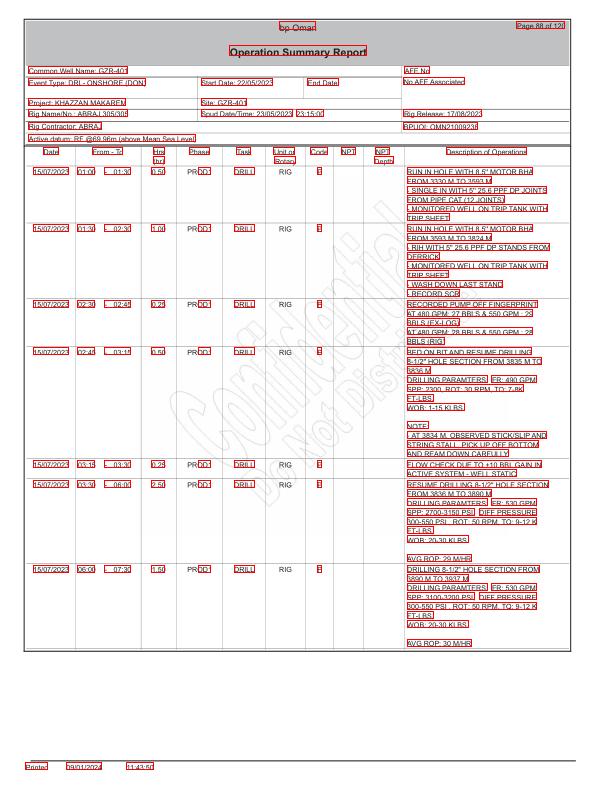 bp Oman
Page 88 of 120
Operation Summary Report
Common Well Name: GZR-401
AFE No
Event Type: DRL- ONSHORE (DON)
Start Date: 22/05/2023
End Date:
No AFE Associated
Project: KHAZZAN MAKAREM
Site: GZR-401
Rig Name/No.: ABRAJ 305/305
Spud Date/Time: 23/05/2023 23:15:00
Rig Release: 17/08/2023
Rig Contractor: ABRAJ
BPUOI: OMN21009236
Active datum: RF @69.96m (above Mean Sea Level)
Date
From - To
Hrs
(hr)
Phase
Task
Unit or
Rotary
Code
NPT
NPT
Depth
Description of Operations
15/07/2023 01:00 - 01:30 0.50 PROD1 DRILL RIG P
RUN IN HOLE WITH 8.5" MOTOR BHA
FROM 3330 M TO 3593 M
- SINGLE IN WITH 5" 25.6 PPF DP JOINTS
FROM PIPE CAT (12 JOINTS)
- MONITORED WELL ON TRIP TANK WITH
TRIP SHEET
15/07/2023 01:30 - 02:30 1.00 PROD1 DRILL RIG P
RUN IN HOLE WITH 8.5" MOTOR BHA
FROM 3593 M TO 3824 M
- RIH WITH 5" 25.6 PPF DP STANDS FROM
DERRICK
- MONITORED WELL ON TRIP TANK WITH
TRIP SHEET
- WASH DOWN LAST STAND
- RECORD SCR
15/07/2023 02:30 - 02:45 0.25 PROD1 DRILL RIG P
RECORDED PUMP OFF FINGERPRINT
AT 480 GPM: 27 BBLS & 550 GPM : 29
BBLS (EX-LOG)
AT 480 GPM: 28 BBLS & 550 GPM : 28
BBLS (RIG)
15/07/2023 02:45 - 03:15 0.50 PROD1 DRILL RIG P
BED ON BIT AND RESUME DRILLING
8-1/2" HOLE SECTION FROM 3835 M TO
3836 M
DRILLING PARAMTERS : FR: 490 GPM
SPP: 2300, ROT: 30 RPM, TQ: 7-8K
FT-LBS
WOB: 1-15 KLBS
NOTE:
- AT 3834 M, OBSERVED STICK/SLIP AND
STRING STALL, PICK UP OFF BOTTOM
AND REAM DOWN CAREFULLY
15/07/2023 03:15 - 03:30 0.25 PROD1 DRILL RIG P
FLOW CHECK DUE TO +10 BBL GAIN IN
ACTIVE SYSTEM - WELL STATIC
15/07/2023 03:30 - 06:00 2.50 PROD1 DRILL RIG P
RESUME DRILLING 8-1/2" HOLE SECTION
FROM 3836 M TO 3890 M
DRILLING PARAMTERS : FR: 530 GPM
SPP: 2700-3150 PSI , DIFF PRESSURE
300-550 PSI , ROT: 50 RPM, TQ: 9-12 K
FT-LBS
WOB: 20-30 KLBS
AVG ROP: 29 M/HR
15/07/2023 06:00 - 07:30 1.50 PROD1 DRILL RIG P
DRILLING 8-1/2" HOLE SECTION FROM
3890 M TO 3937 M
DRILLING PARAMTERS : FR: 530 GPM
SPP: 3100-3200 PSI , DIFF PRESSURE
300-550 PSI , ROT: 50 RPM, TQ: 9-12 K
FT-LBS
WOB: 20-30 KLBS
AVG ROP: 30 M/HR
Confidential
Do Not Distri
Printed 09/01/2024 11:43:50